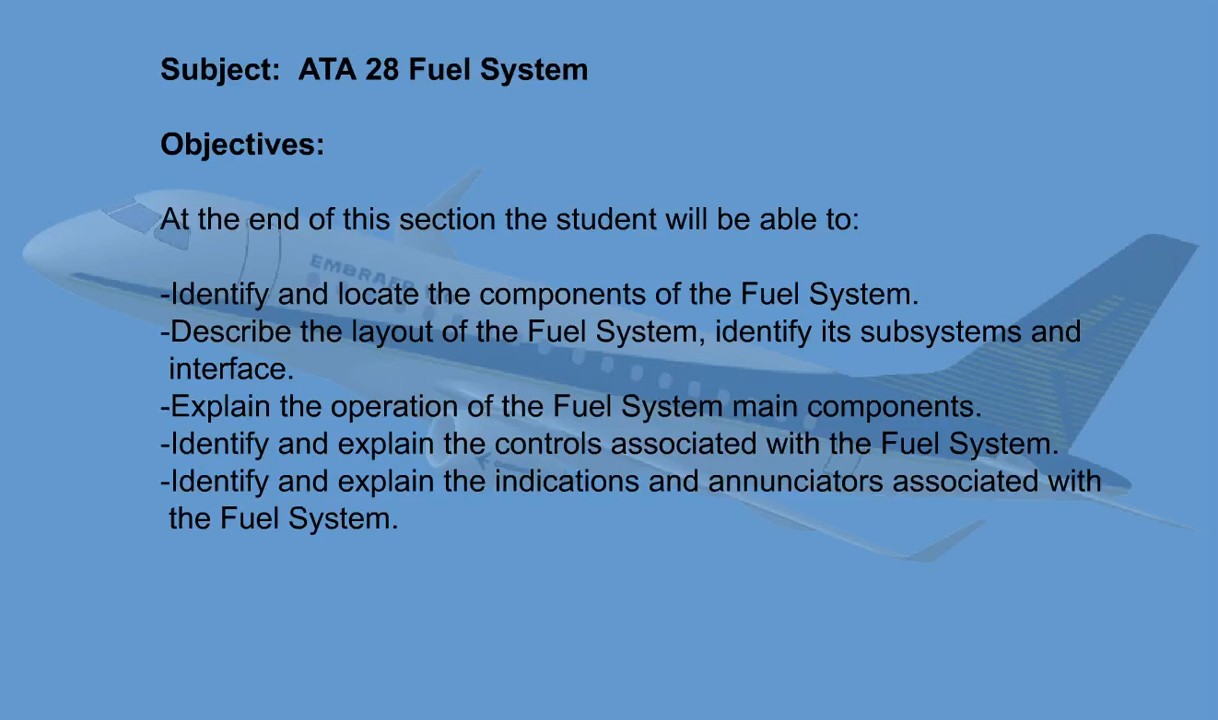 Subject:  ATA 28 Fuel System
Objectives:
At the end of this section the student will be able to:
EMBRAER
-Identify and locate the components of the Fuel System.
-Describe the layout of the Fuel System, identify its subsystems and
interface.
-Explain the operation of the Fuel System main components.
-Identify and explain the controls associated with the Fuel System.
-Identify and explain the indications and annunciators associated with
the Fuel System.